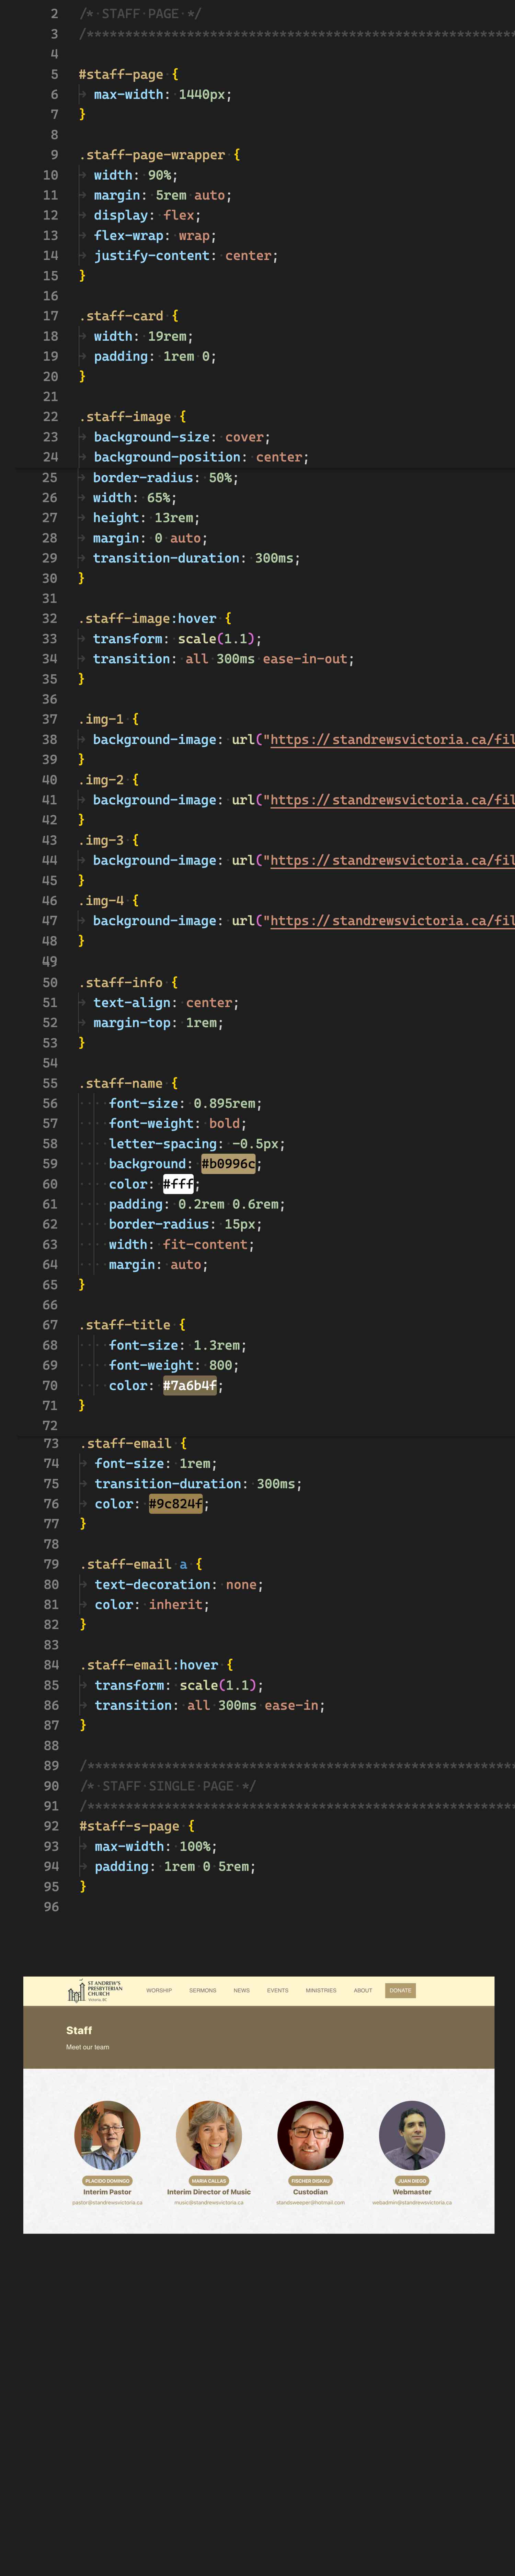 2 /* STAFF PAGE */
3 /********************************************************
4
5 #staff-page {
6 max-width: 1440px;
7 }
8
9 .staff-page-wrapper {
10 width: 90%;
11 margin: 5rem auto;
12 display: flex;
13 flex-wrap: wrap;
14 justify-content: center;
15 }
16
17 .staff-card {
18 width: 19rem;
19 padding: 1rem 0;
20 }
21
22 .staff-image {
23 background-size: cover;
24 background-position: center;
25 border-radius: 50%;
26 width: 65%;
27 height: 13rem;
28 margin: 0 auto;
29 transition-duration: 300ms;
30 }
31
32 .staff-image:hover {
33 transform: scale(1.1);
34 transition: all 300ms ease-in-out;
35 }
36
37 .img-1 {
38 background-image: url("https://standrewsvictoria.ca/fil
39 }
40 .img-2 {
41 background-image: url("https://standrewsvictoria.ca/fil
42 }
43 .img-3 {
44 background-image: url("https://standrewsvictoria.ca/fil
45 }
46 .img-4 {
47 background-image: url("https://standrewsvictoria.ca/fil
48 }
49
50 .staff-info {
51 text-align: center;
52 margin-top: 1rem;
53 }
54
55 .staff-name {
56 font-size: 0.895rem;
57 font-weight: bold;
58 letter-spacing: -0.5px;
59 background: #b0996c;
60 color: #fff;
61 padding: 0.2rem 0.6rem;
62 border-radius: 15px;
63 width: fit-content;
64 margin: auto;
65 }
66
67 .staff-title {
68 font-size: 1.3rem;
69 font-weight: 800;
70 color: #7a6b4f;
71 }
72
73 .staff-email {
74 font-size: 1rem;
75 transition-duration: 300ms;
76 color: #9c824f;
77 }
78
79 .staff-email a {
80 text-decoration: none;
81 color: inherit;
82 }
83
84 .staff-email:hover {
85 transform: scale(1.1);
86 transition: all 300ms ease-in;
87 }
88
89 /********************************************************
90 /* STAFF SINGLE PAGE */
91 /********************************************************
92 #staff-s-page {
93 max-width: 100%;
94 padding: 1rem 0 5rem;
95 }
96
ST ANDREW'S
PRESBYTERIAN
CHURCH
Victoria, BC
WORSHIP SERMONS NEWS EVENTS MINISTRIES ABOUT DONATE
Staff
Meet our team
PLACIDO DOMINGO MARIA CALLAS FISCHER DISKAU JUAN DIEGO
Interim Pastor Interim Director of Music Custodian Webmaster
pastor@standrewsvictoria.ca music@standrewsvictoria.ca standsweeper@hotmail.com webadmin@standrewsvictoria.ca